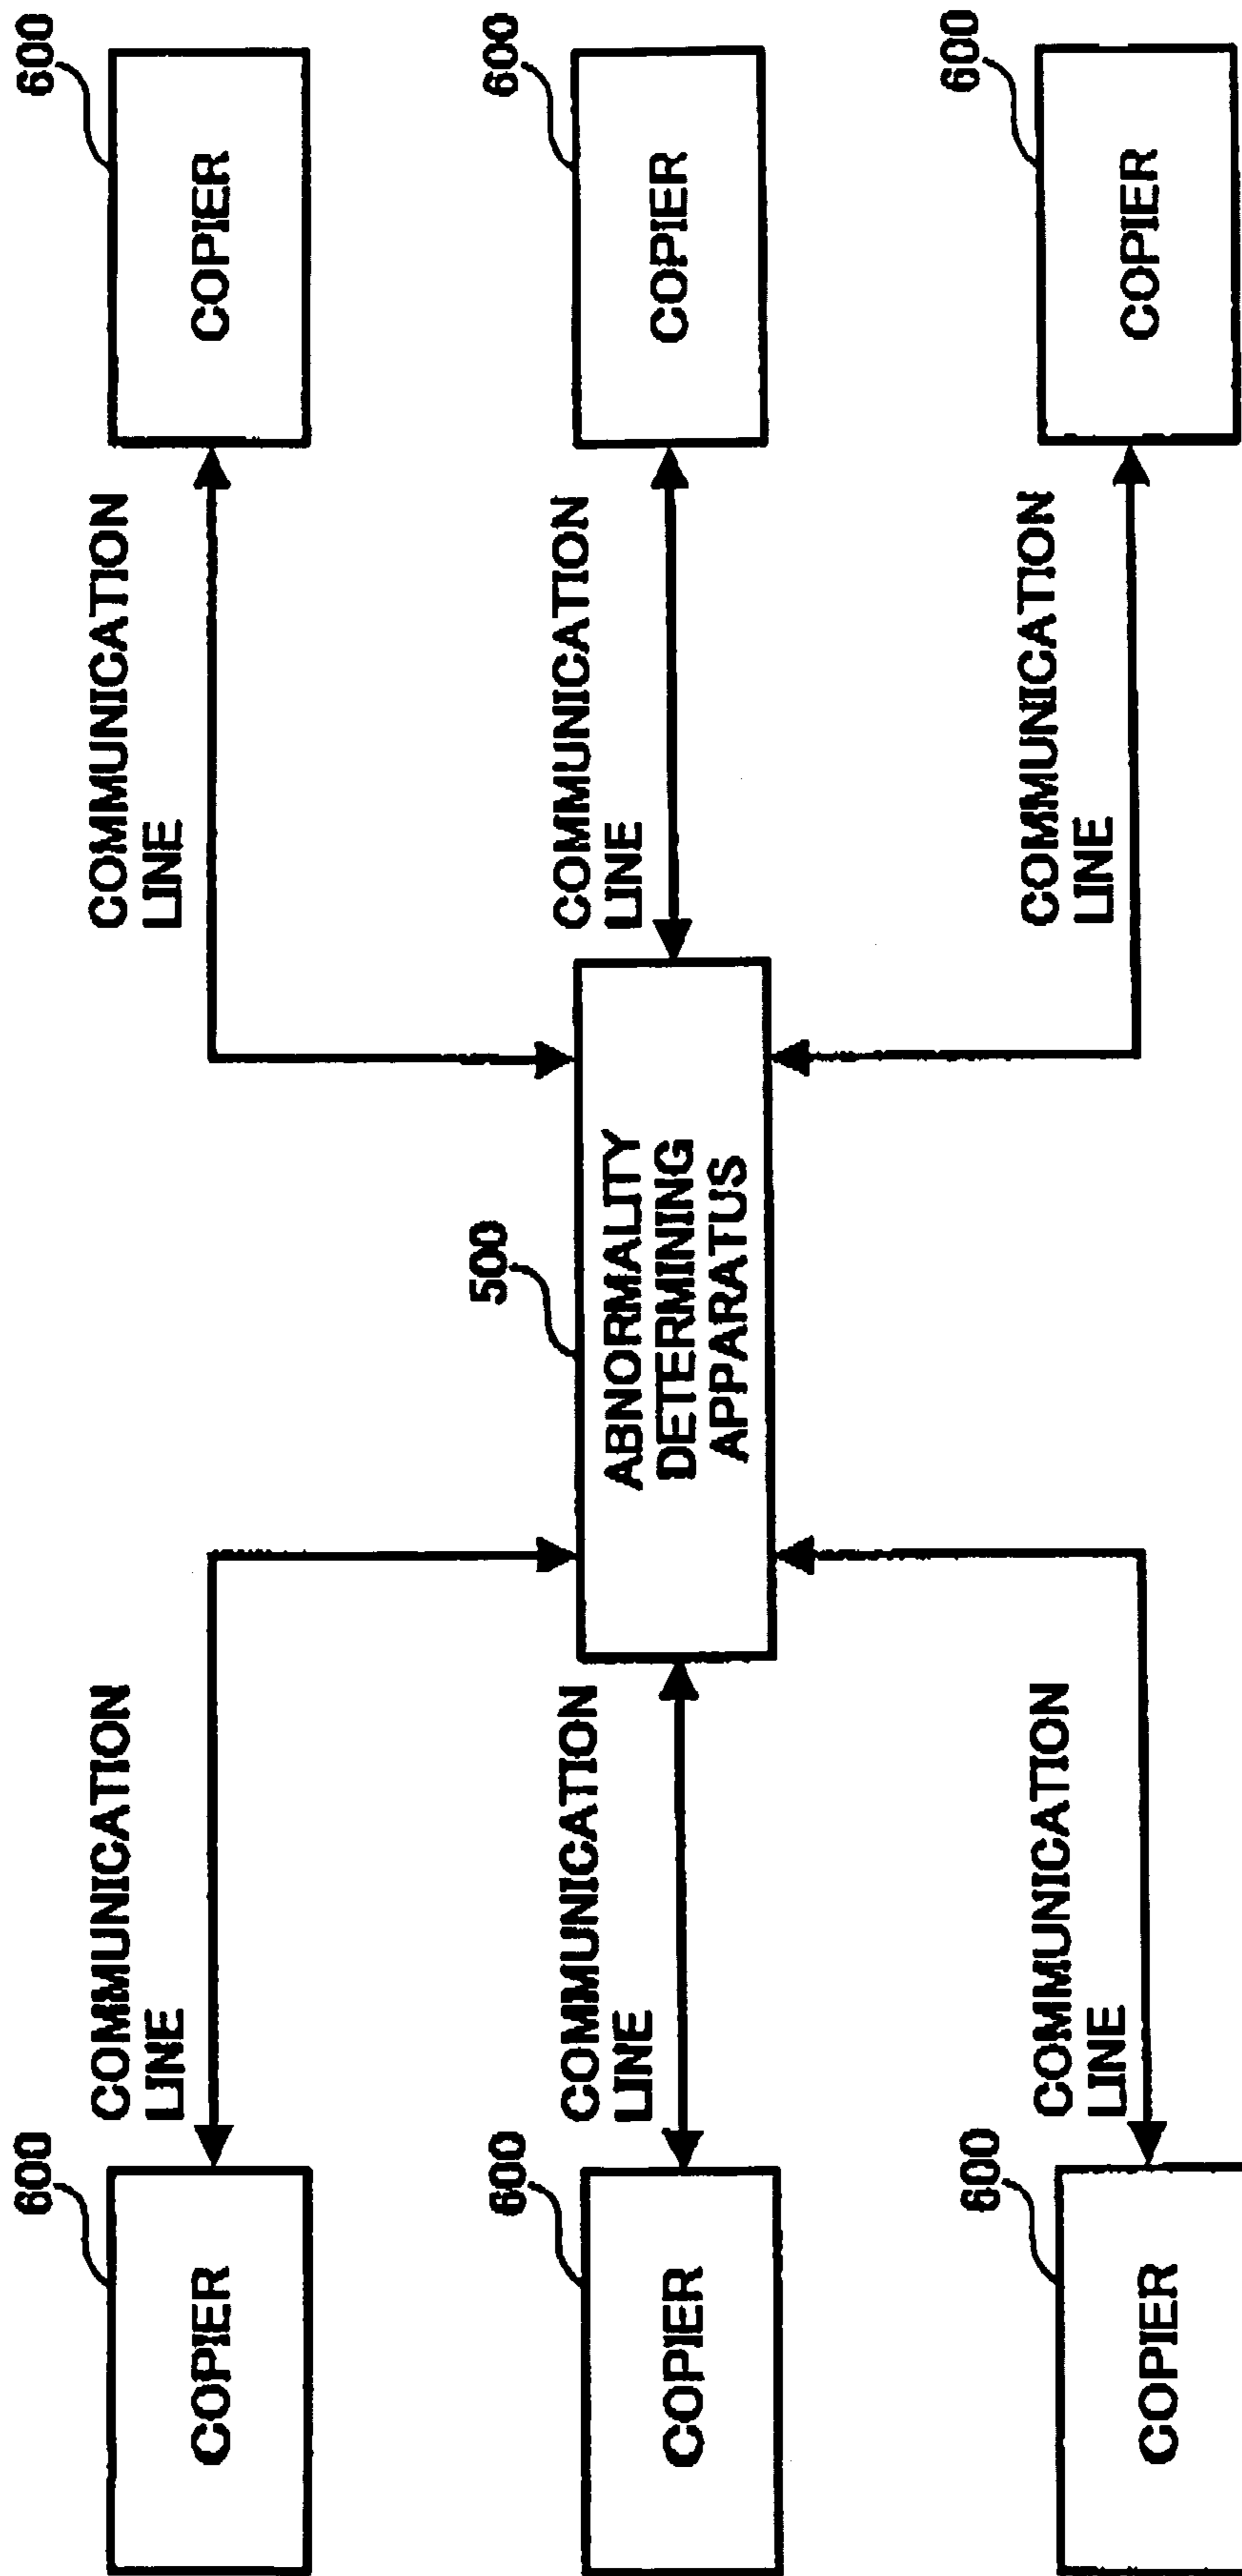 600
COPIER
COMMUNICATION
LINE
COMMUNICATION
LINE
600
COPIER
600
COPIER
COMMUNICATION
LINE
500
ABNORMALITY
DETERMINING
APPARATUS
COMMUNICATION
LINE
600
COPIER
600
COPIER
COMMUNICATION
LINE
COMMUNICATION
LINE
600
COPIER